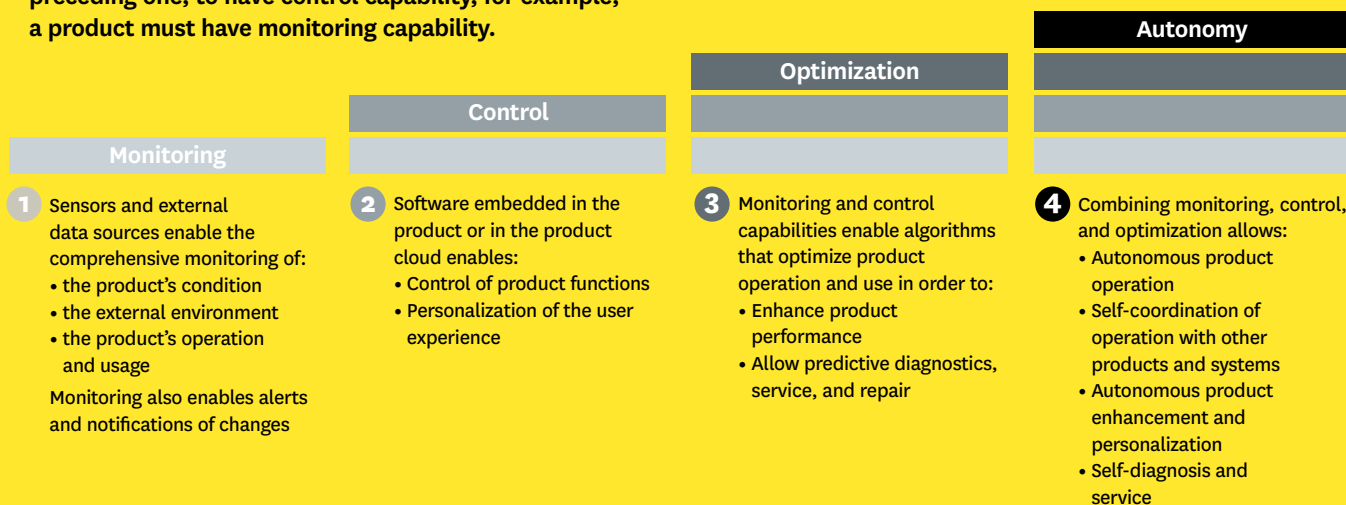 preceding one; to have control capability, for example,
a product must have monitoring capability.
Monitoring
1
Sensors and external
data sources enable the
comprehensive monitoring of:
• the product’s condition
• the external environment
• the product’s operation
and usage
Monitoring also enables alerts
and notifications of changes
Control
2
Software embedded in the
product or in the product
cloud enables:
• Control of product functions
• Personalization of the user
experience
Optimization
3
Monitoring and control
capabilities enable algorithms
that optimize product
operation and use in order to:
• Enhance product
performance
• Allow predictive diagnostics,
service, and repair
Autonomy
4
Combining monitoring, control,
and optimization allows:
• Autonomous product
operation
• Self-coordination of
operation with other
products and systems
• Autonomous product
enhancement and
personalization
• Self-diagnosis and
service